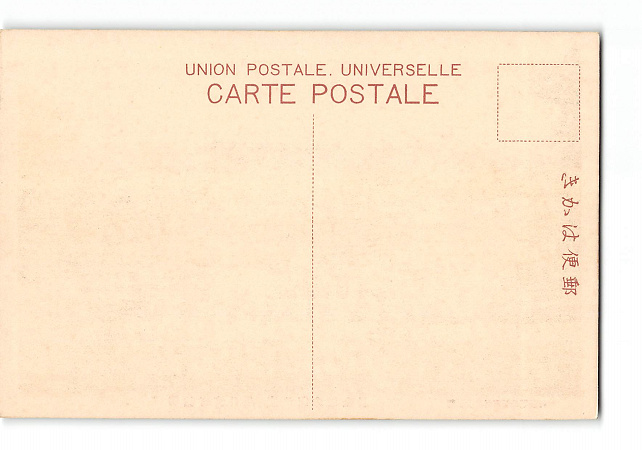 UNION POSTALE. UNIVERSELLE
CARTE POSTALE
きかは便郵